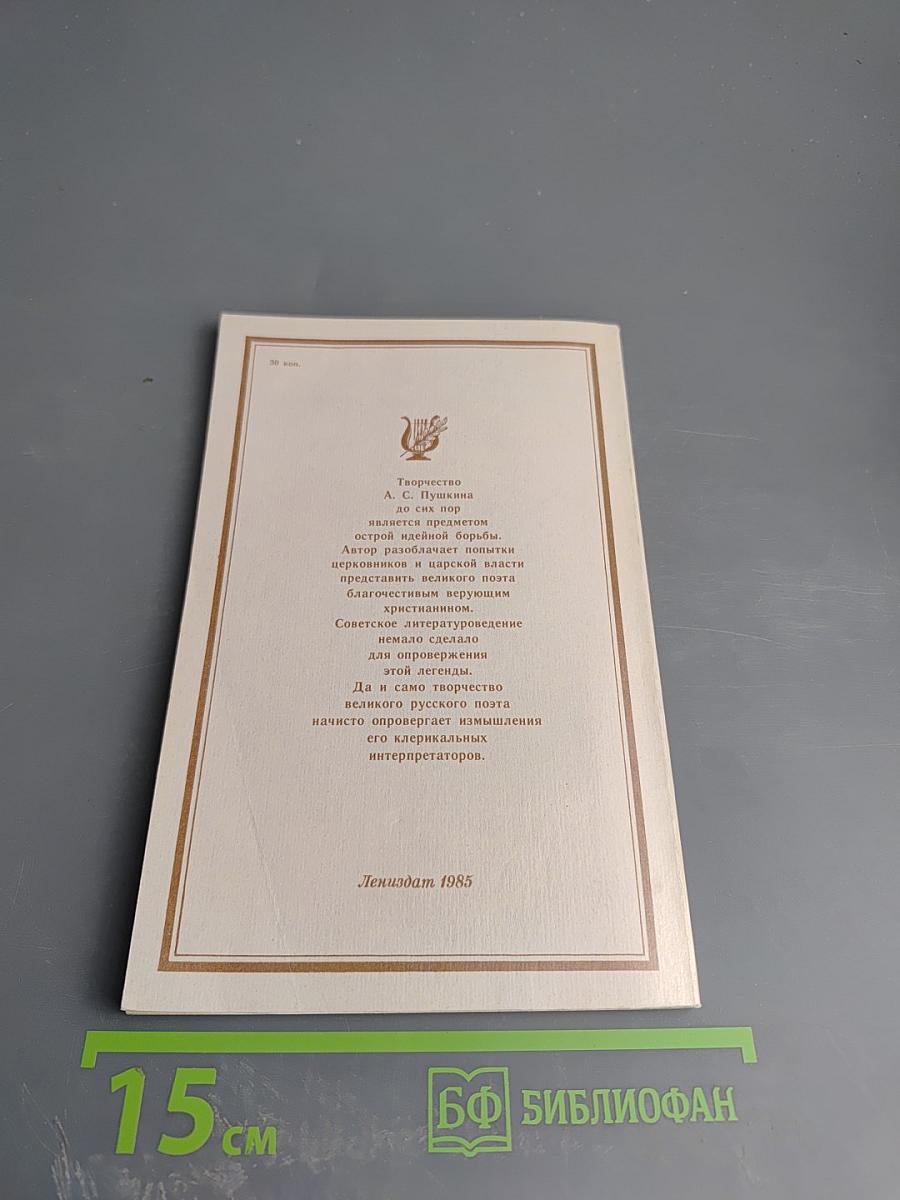 30 коп.
Творчество
А. С. Пушкина
до сих пор
является предметом
острой идейной борьбы.
Автор разоблачает попытки
церковников и царской власти
представить великого поэта
благочестивым верующим
христианином.
Советское литературоведение
немало сделало
для опровержения
этой легенды.
Да и само творчество
великого русского поэта
начисто опровергает измышления
его клерикальных
интерпретаторов.
Лениздат 1985
15 см
БФ БИБЛИОФАН